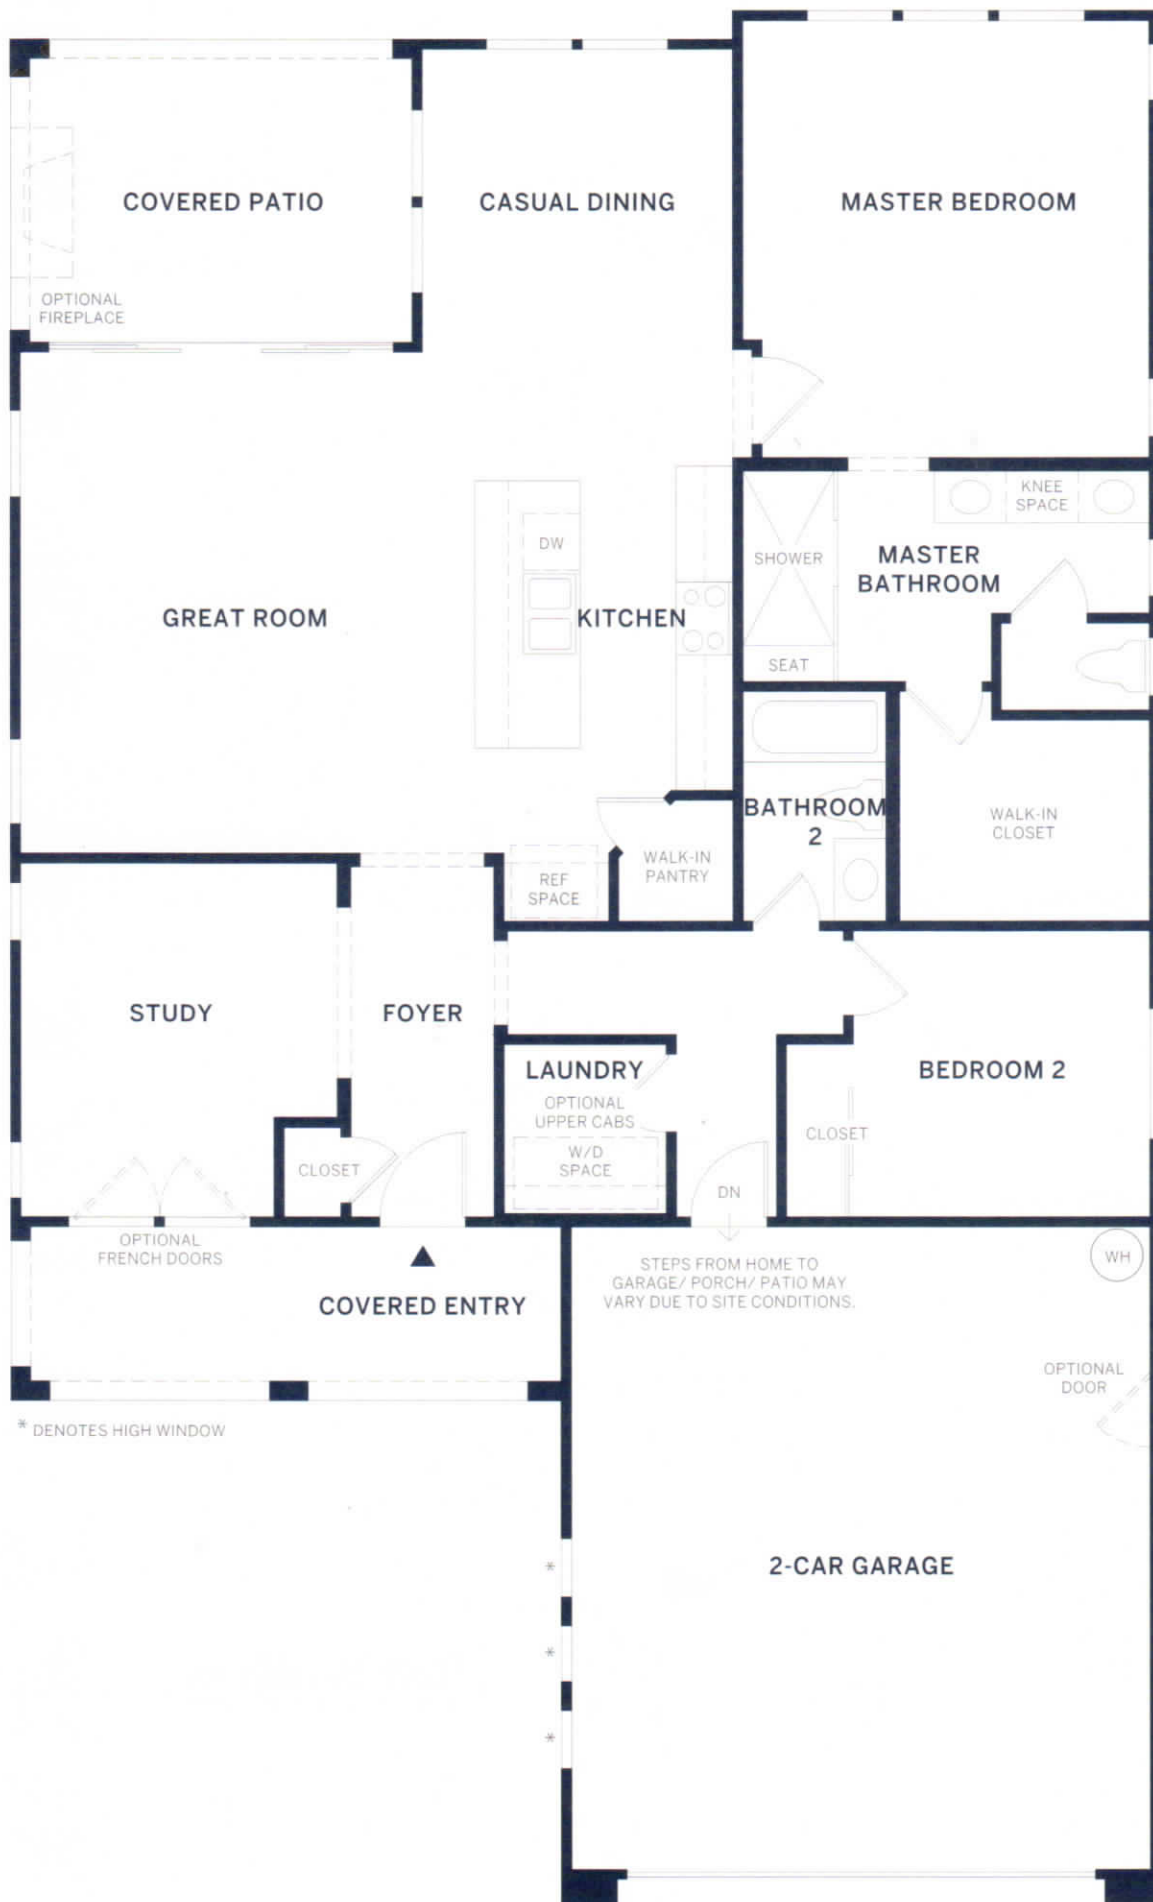 COVERED PATIO
CASUAL DINING
MASTER BEDROOM
OPTIONAL
FIREPLACE
KNEE
SPACE
DW
SHOWER
MASTER
BATHROOM
GREAT ROOM
KITCHEN
SEAT
BATHROOM
2
WALK-IN
CLOSET
WALK-IN
PANTRY
REF
SPACE
STUDY
FOYER
LAUNDRY
OPTIONAL
UPPER CABS
W/D
SPACE
BEDROOM 2
CLOSET
CLOSET
DN
OPTIONAL
FRENCH DOORS
STEPS FROM HOME TO
GARAGE/ PORCH/ PATIO MAY
VARY DUE TO SITE CONDITIONS.
WH
COVERED ENTRY
OPTIONAL
DOOR
* DENOTES HIGH WINDOW
*
2-CAR GARAGE
*
*